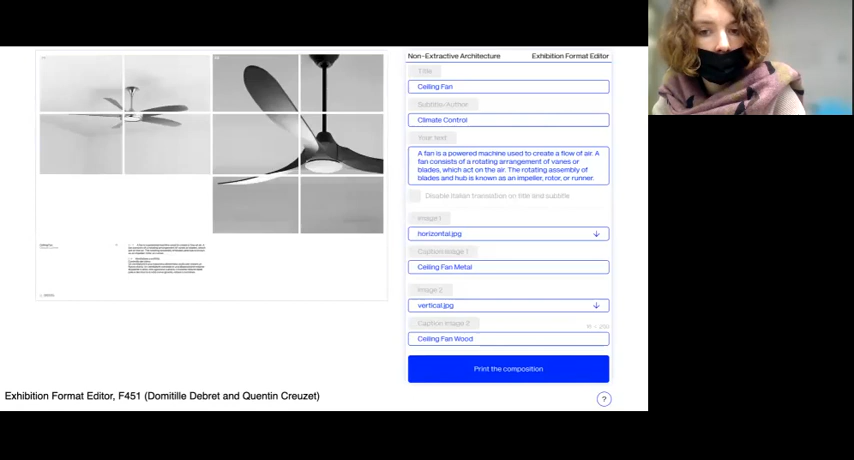 Non-Extractive Architecture
Exhibition Format Editor
Title
Ceiling Fan
Subtitle/Author
Climate Control
Your text
A fan is a powered machine used to create a flow of air. A
fan consists of a rotating arrangement of vanes or
blades, which act on the air. The rotating assembly of
blades and hub is known as an impeller, rotor, or runner.
Disable Italian translation on title and subtitle
Image 1
horizontal.jpg
Caption Image 1
Ceiling Fan Metal
Image 2
vertical.jpg
Caption Image 2
Ceiling Fan Wood
Print the composition
?
Exhibition Format Editor, F451 (Domitille Debret and Quentin Creuzet)